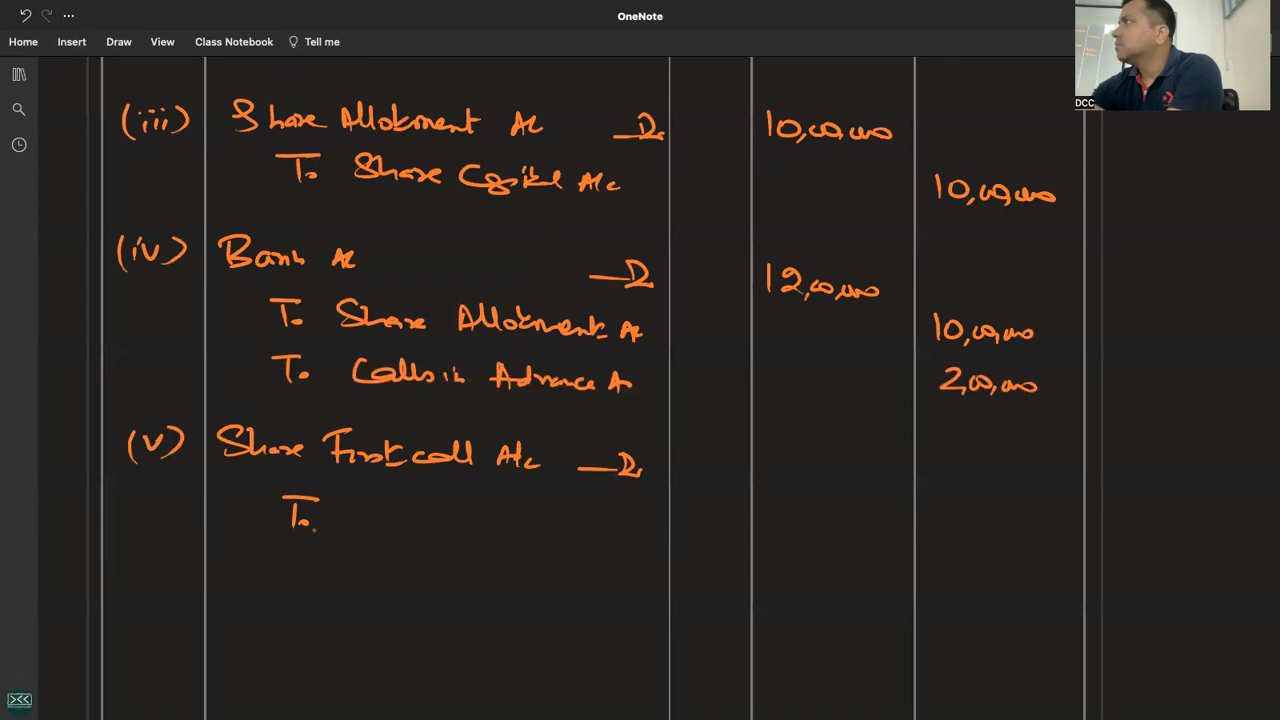 OneNote
Home Insert Draw View Class Notebook Tell me
DCC
(iii) Share Allotment A/c —Dr 10,00,000
To Share Capital A/c 10,00,000
(iv) Bank A/c —Dr 12,00,000
To Share Allotment A/c 10,00,000
To Calls in Advance A/c 2,00,000
(v) Share First call A/c —Dr
To